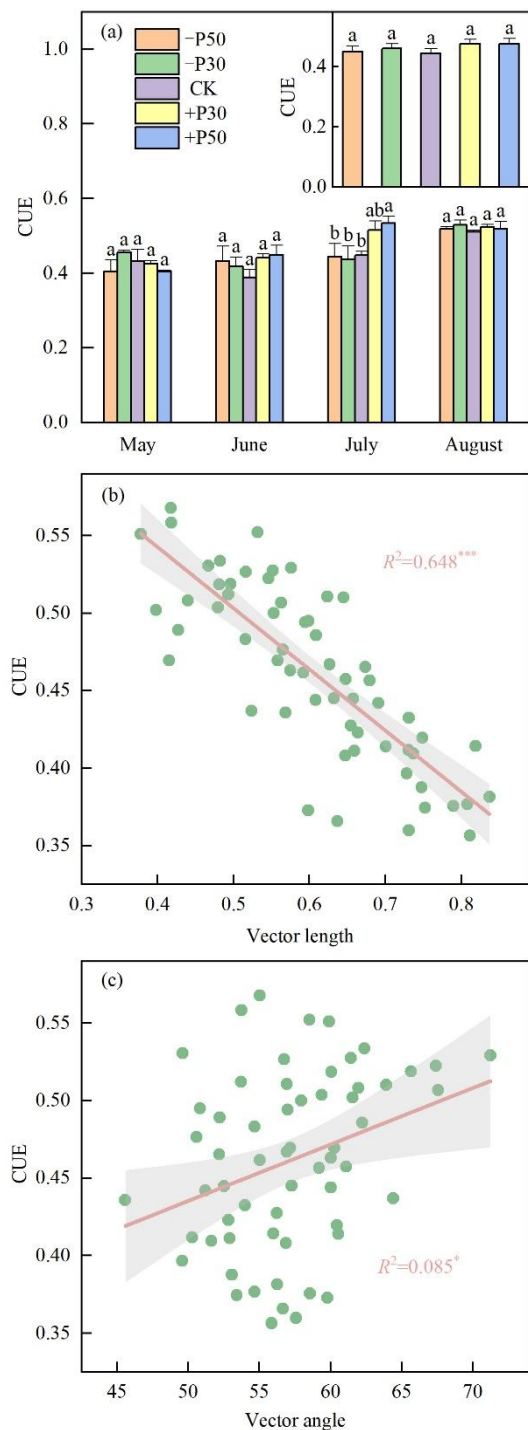 (a)
−P50
−P30
CK
+P30
+P50
CUE
1.0
0.8
0.6
0.4
0.2
0.0
CUE
0.4
0.2
0.0
a a a a a
a a a a a
a a a a a
b b b ab a
a a a a a
May June July August
(b)
R²=0.648***
CUE
0.55
0.50
0.45
0.40
0.35
0.3 0.4 0.5 0.6 0.7 0.8
Vector length
(c)
R²=0.085*
CUE
0.55
0.50
0.45
0.40
0.35
45 50 55 60 65 70
Vector angle